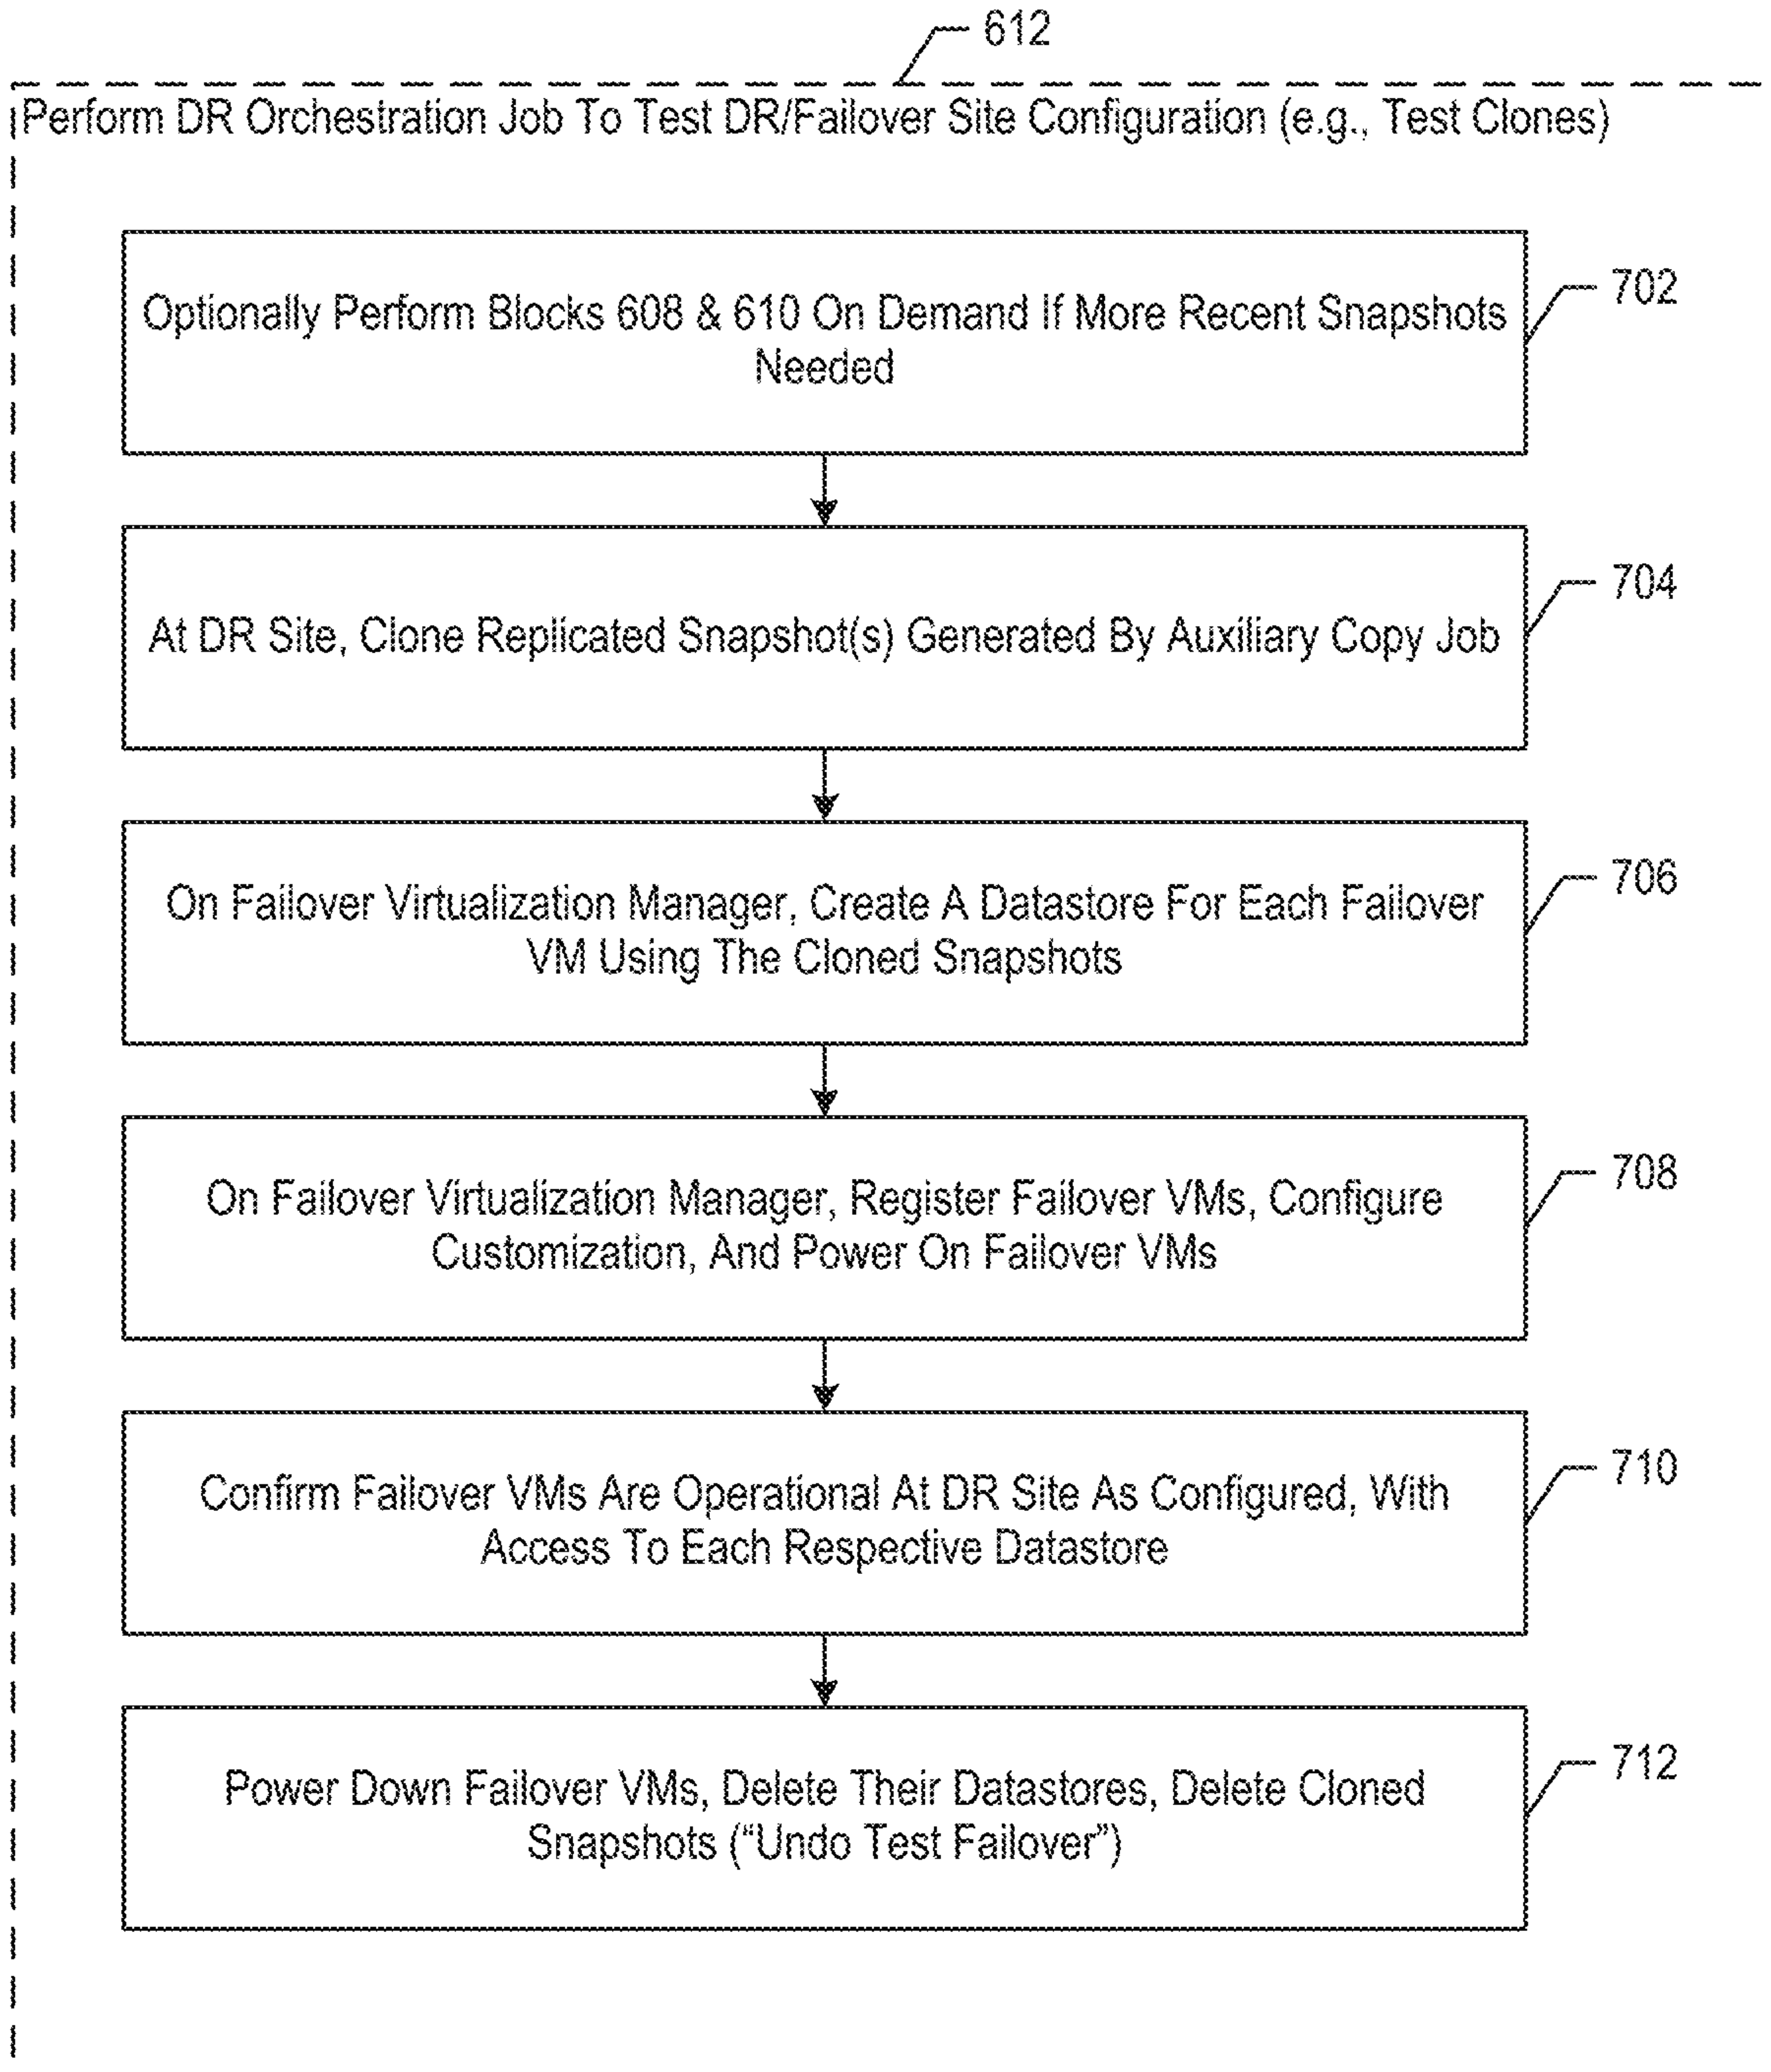 612
Perform DR Orchestration Job To Test DR/Failover Site Configuration (e.g., Test Clones)
Optionally Perform Blocks 608 & 610 On Demand If More Recent Snapshots
Needed
702
At DR Site, Clone Replicated Snapshot(s) Generated By Auxiliary Copy Job
704
On Failover Virtualization Manager, Create A Datastore For Each Failover
VM Using The Cloned Snapshots
706
On Failover Virtualization Manager, Register Failover VMs, Configure
Customization, And Power On Failover VMs
708
Confirm Failover VMs Are Operational At DR Site As Configured, With
Access To Each Respective Datastore
710
Power Down Failover VMs, Delete Their Datastores, Delete Cloned
Snapshots (“Undo Test Failover”)
712